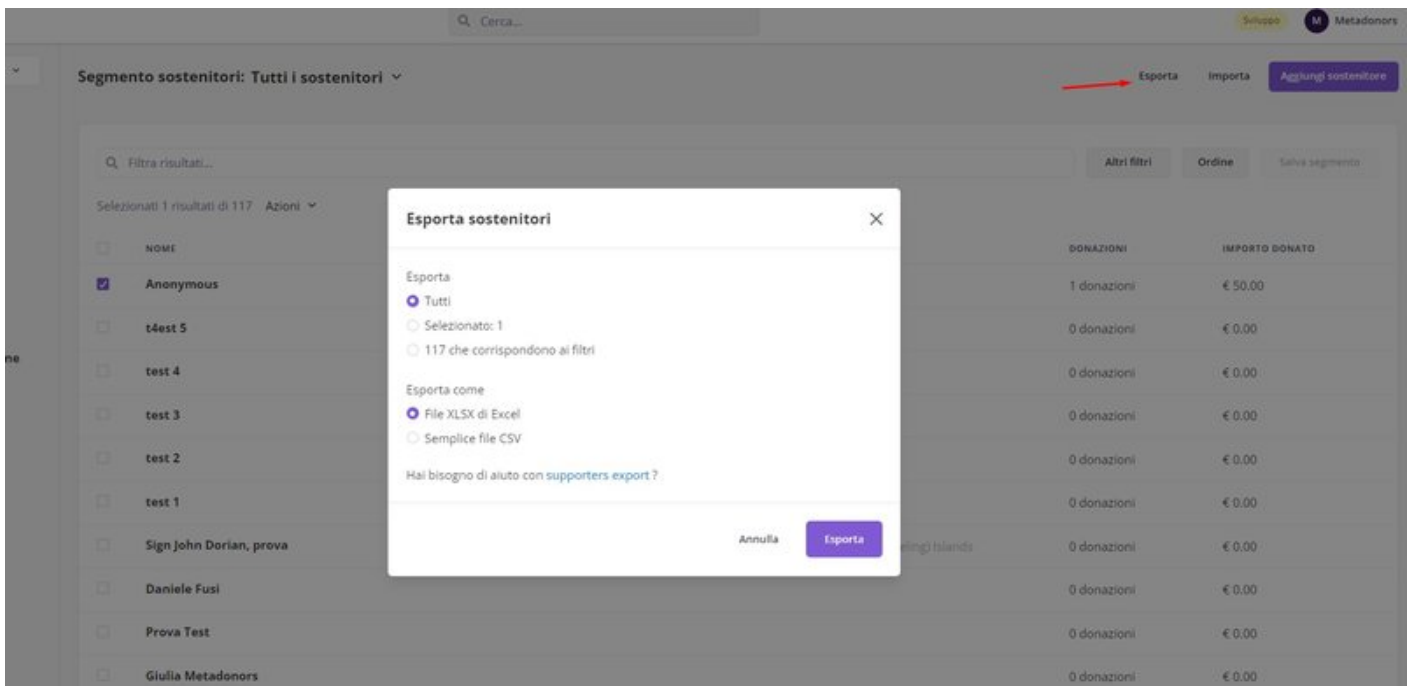 Cerca...
Sviluppo M Metadonors
Segmento sostenitori: Tutti i sostenitori
Esporta Importa Aggiungi sostenitore
Filtra risultati...
Altri filtri Ordine Salva segmento
Selezionati 1 risultati di 117 Azioni
NOME DONAZIONI IMPORTO DONATO
Anonymous 1 donazioni € 50.00
t4est 5 0 donazioni € 0.00
ne
test 4 0 donazioni € 0.00
test 3 0 donazioni € 0.00
test 2 0 donazioni € 0.00
test 1 0 donazioni € 0.00
Sign John Dorian, prova eling) Islands 0 donazioni € 0.00
Daniele Fusi 0 donazioni € 0.00
Prova Test 0 donazioni € 0.00
Giulia Metadonors 0 donazioni € 0.00
Esporta sostenitori
Esporta
Tutti
Selezionato: 1
117 che corrispondono ai filtri
Esporta come
File XLSX di Excel
Semplice file CSV
Hai bisogno di aiuto con supporters export ?
Annulla Esporta